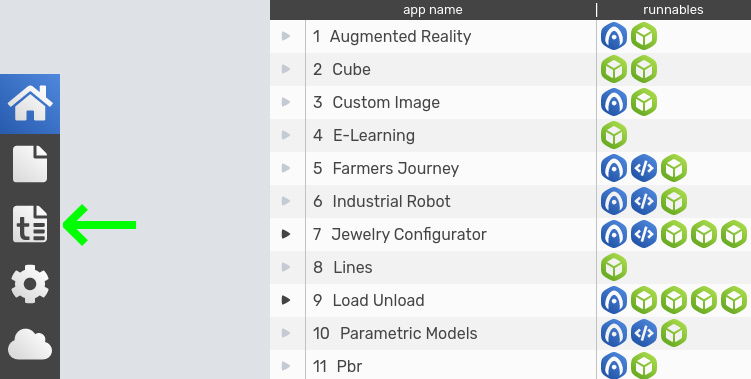 app name | runnables
1 Augmented Reality
2 Cube
3 Custom Image
4 E-Learning
5 Farmers Journey
</>
6 Industrial Robot
</>
7 Jewelry Configurator
</>
8 Lines
9 Load Unload
10 Parametric Models
</>
11 Pbr
t